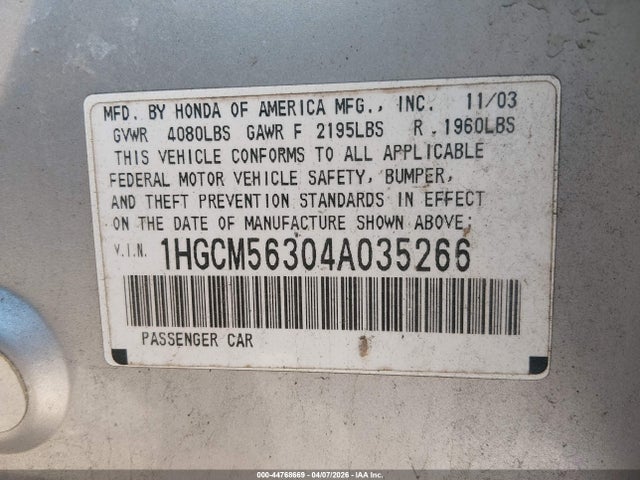 MFD. BY HONDA OF AMERICA MFG., INC. 11/03
GVWR 4080LBS GAWR F 2195LBS R 1960LBS
THIS VEHICLE CONFORMS TO ALL APPLICABLE
FEDERAL MOTOR VEHICLE SAFETY, BUMPER,
AND THEFT PREVENTION STANDARDS IN EFFECT
ON THE DATE OF MANUFACTURE SHOWN ABOVE;
V.I.N. 1HGCM56304A035266
PASSENGER CAR
000-44768669 | 04/07/2026 | IAA Inc.